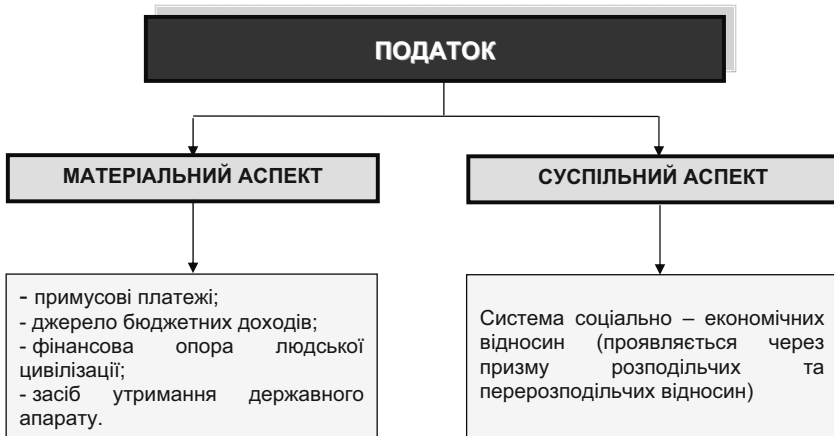 ПОДАТОК
МАТЕРІАЛЬНИЙ АСПЕКТ
- примусові платежі;
- джерело бюджетних доходів;
- фінансова опора людської
цивілізації;
- засіб утримання державного
апарату.
СУСПІЛЬНИЙ АСПЕКТ
Система соціально – економічних
відносин (проявляється через
призму розподільчих та
перерозподільчих відносин)